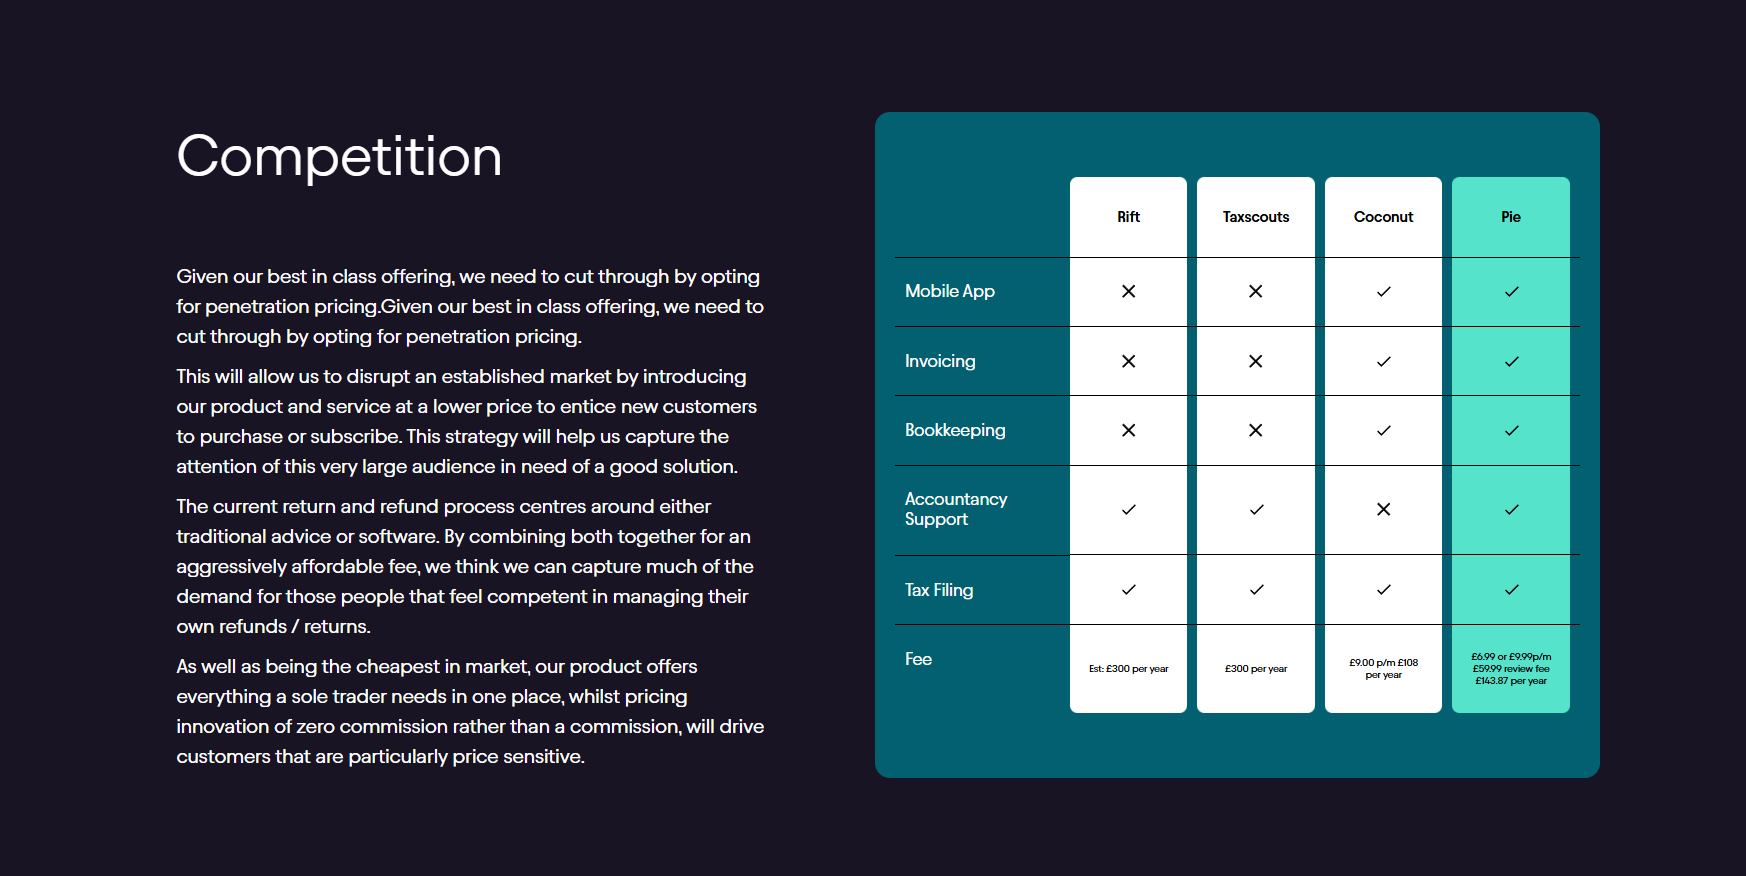 Competition
Given our best in class offering, we need to cut through by opting
for penetration pricing.Given our best in class offering, we need to
cut through by opting for penetration pricing.
This will allow us to disrupt an established market by introducing
our product and service at a lower price to entice new customers
to purchase or subscribe. This strategy will help us capture the
attention of this very large audience in need of a good solution.
The current return and refund process centres around either
traditional advice or software. By combining both together for an
aggressively affordable fee, we think we can capture much of the
demand for those people that feel competent in managing their
own refunds / returns.
As well as being the cheapest in market, our product offers
everything a sole trader needs in one place, whilst pricing
innovation of zero commission rather than a commission, will drive
customers that are particularly price sensitive.
Rift Taxscouts Coconut Pie
Mobile App
Invoicing
Bookkeeping
Accountancy
Support
Tax Filing
Fee
Est: £300 per year
£300 per year
£9.00 p/m £108
per year
£6.99 or £9.99p/m
£59.99 review fee
£143.87 per year